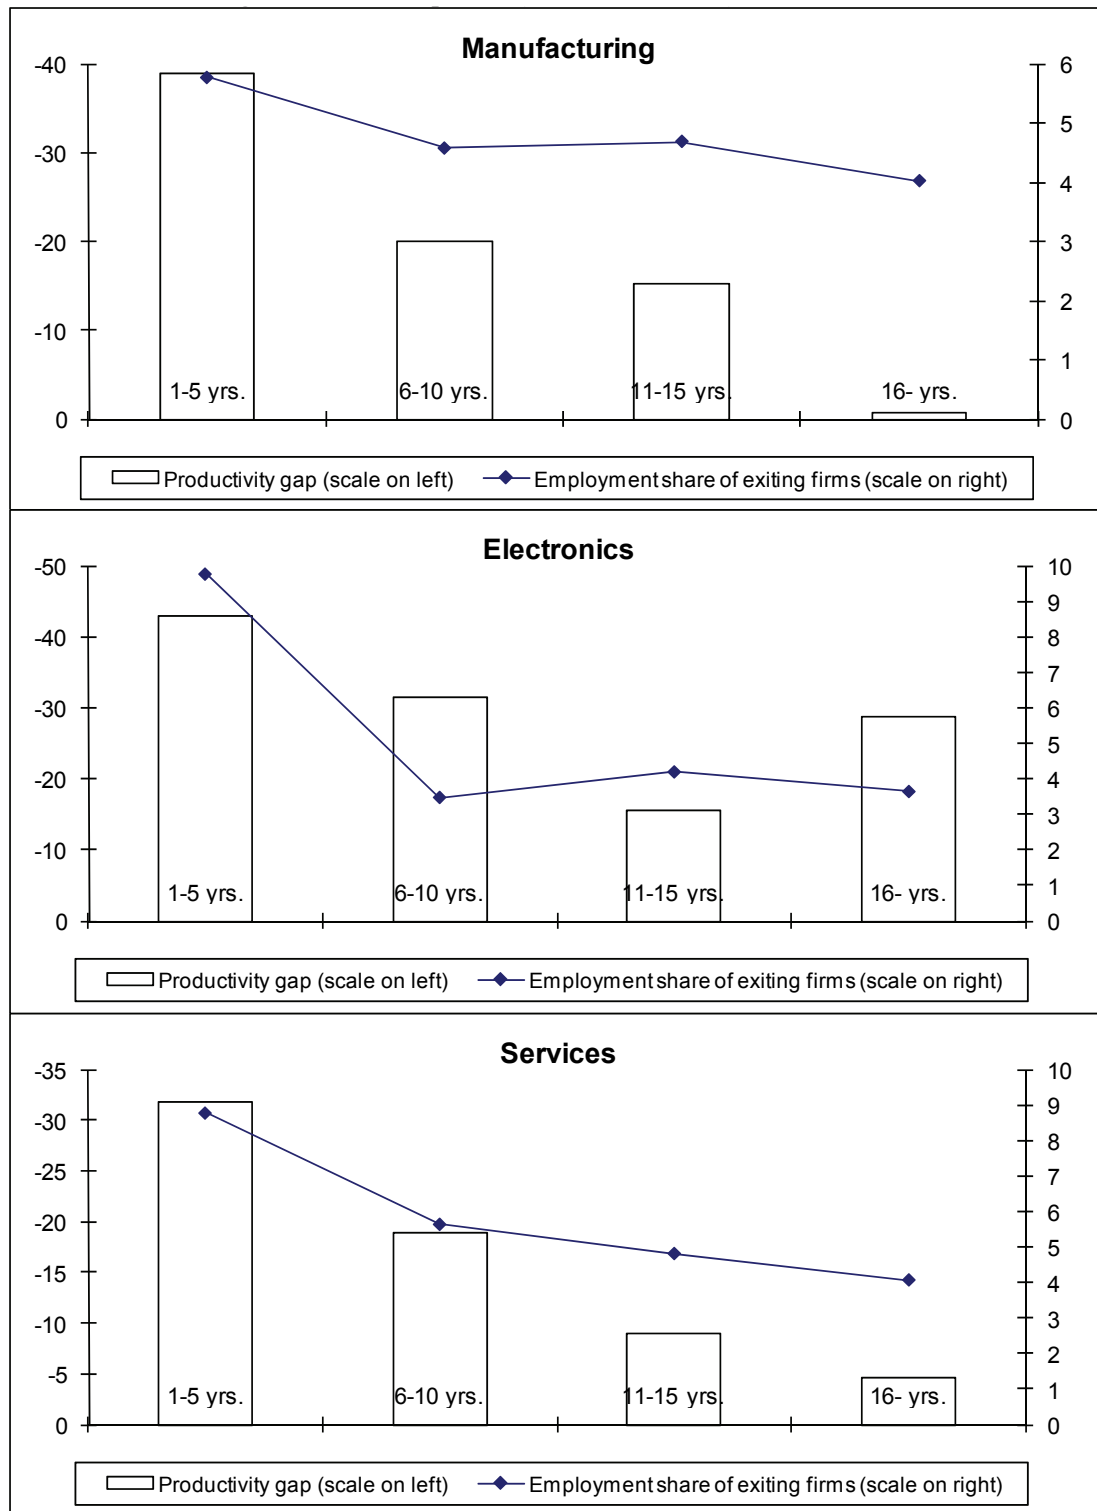 Manufacturing
-40
-30
-20
-10
0
6
5
4
3
2
1
0
1-5 yrs.
6-10 yrs.
11-15 yrs.
16- yrs.
Productivity gap (scale on left)
Employment share of exiting firms (scale on right)
Electronics
-50
-40
-30
-20
-10
0
10
9
8
7
6
5
4
3
2
1
0
1-5 yrs.
6-10 yrs.
11-15 yrs.
16- yrs.
Productivity gap (scale on left)
Employment share of exiting firms (scale on right)
Services
-35
-30
-25
-20
-15
-10
-5
0
10
9
8
7
6
5
4
3
2
1
0
1-5 yrs.
6-10 yrs.
11-15 yrs.
16- yrs.
Productivity gap (scale on left)
Employment share of exiting firms (scale on right)